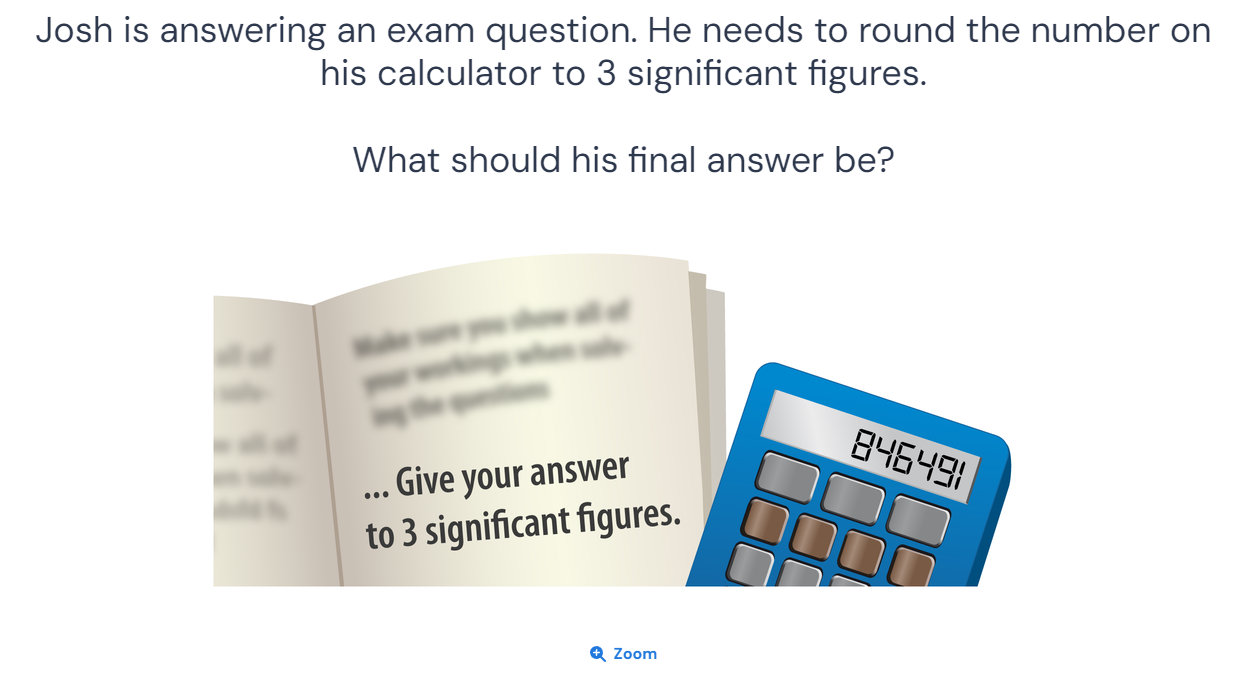 Josh is answering an exam question. He needs to round the number on
his calculator to 3 significant figures.
What should his final answer be?
Make sure you show all of
your workings when solv-
ing the questions
... Give your answer
to 3 significant figures.
846491
Zoom